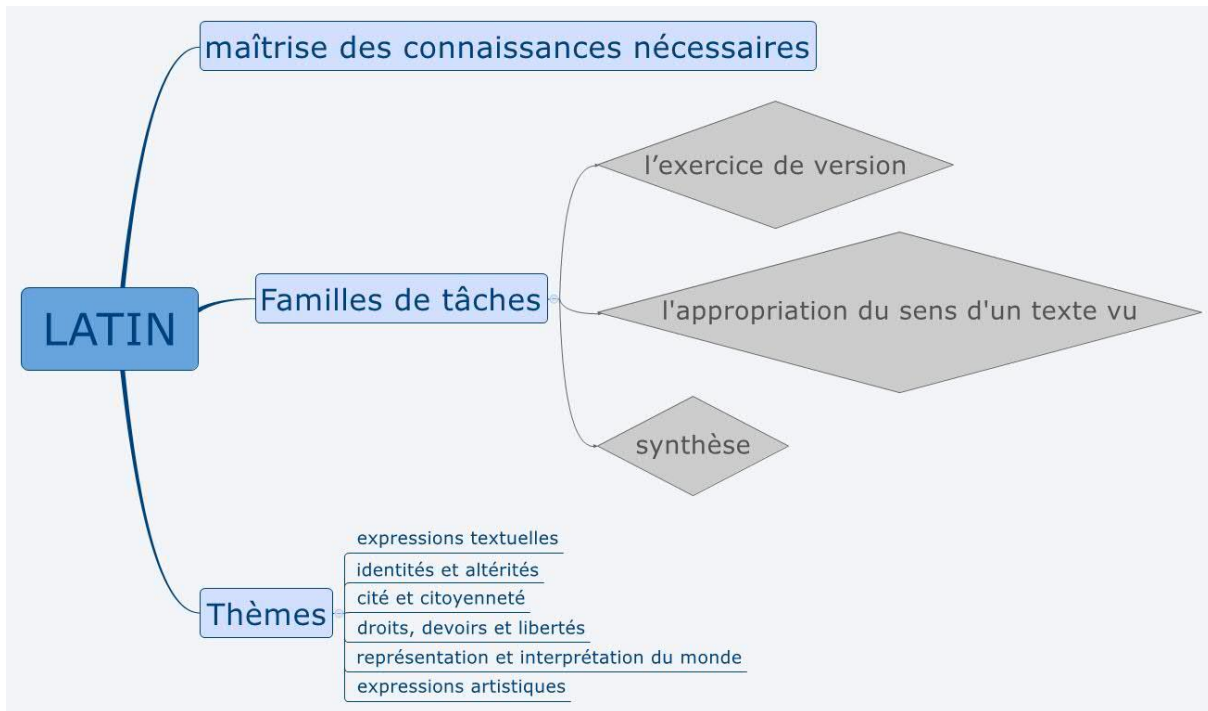 maîtrise des connaissances nécessaires
l’exercice de version
Familles de tâches
l'appropriation du sens d'un texte vu
LATIN
synthèse
expressions textuelles
identités et altérités
cité et citoyenneté
Thèmes
droits, devoirs et libertés
représentation et interprétation du monde
expressions artistiques